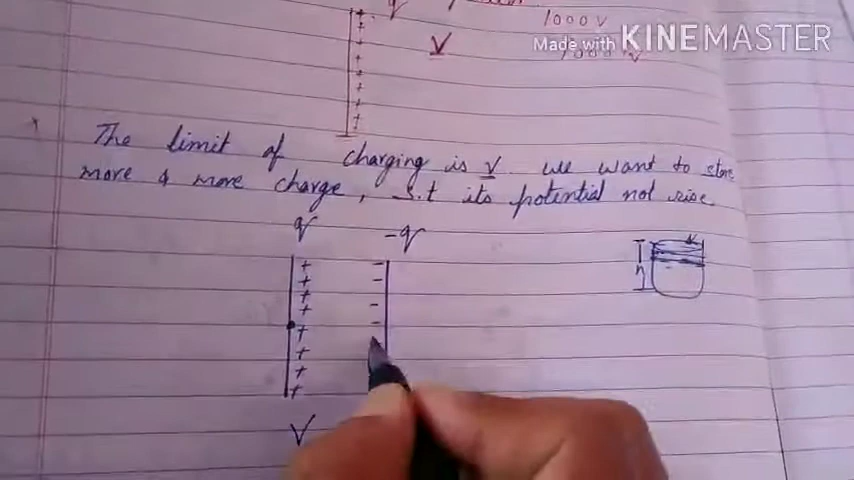 q
1000 V
V
Made with KINEMASTER
The limit of charging is V. we want to store
more & more charge, s.t its potential not rise.
q
-q
h
V